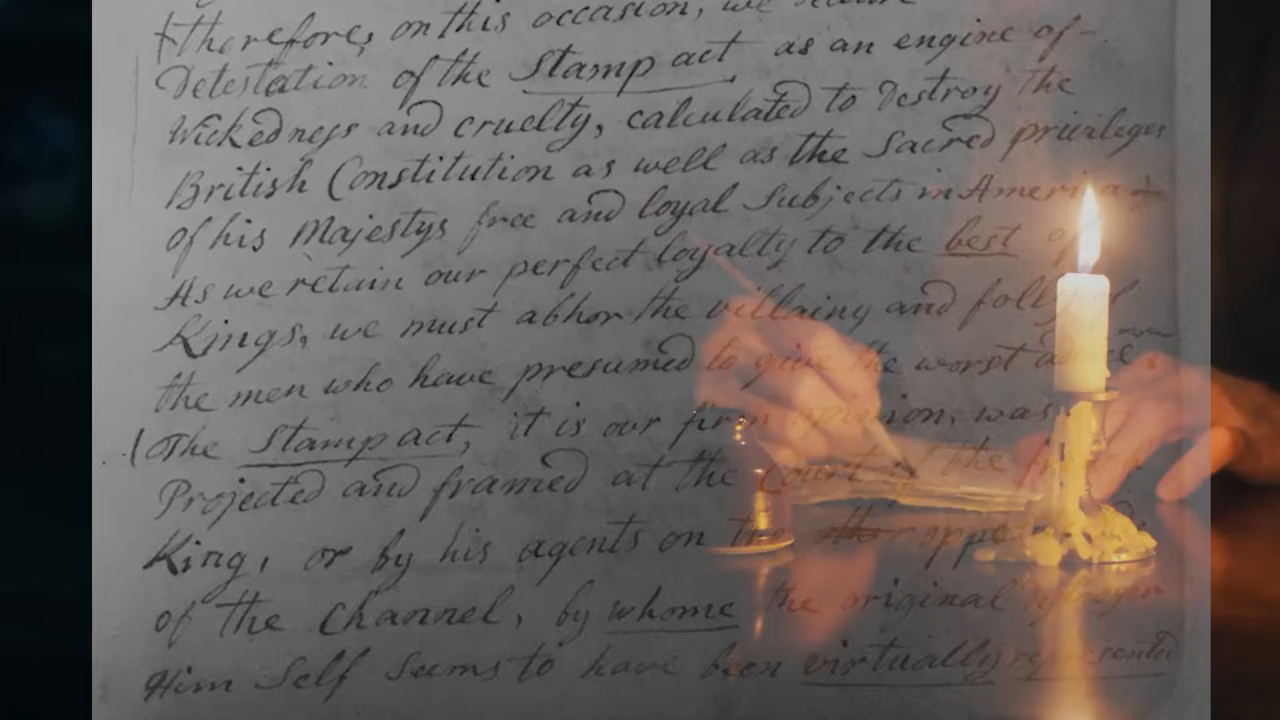 therefore, on this occasion, we
Detestation of the Stamp act as an engine of-
Wickedness and cruelty, calculated to Destroy the
British Constitution as well as the Sacred privileges
of his Majestys free and loyal Subjects in America
As we retain our perfect loyalty to the best of
Kings, we must abhor the villainy and folly of
the men who have presumed to give the worst
The Stamp act, it is our firm opinion, was
Projected and framed at the Court of the
King, or by his agents on the other
of the Channel, by whome the original
Him Self Seems to have been virtually represented